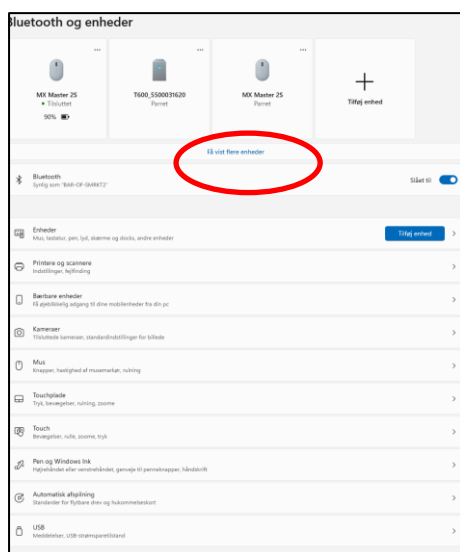 Bluetooth og enheder
MX Master 2S
Tilsluttet
90%
T600_5500031620
Parret
MX Master 2S
Parret
Tilføj enhed
Få vist flere enheder
Bluetooth
Synlig som "BAR-OF-SMRKT2"
Slået til
Enheder
Mus, tastatur, pen, lyd, skærme og docks, andre enheder
Tilføj enhed
Printere og scannere
Indstillinger, fejlfinding
Bærbare enheder
Få øjeblikkelig adgang til dine mobilenheder fra din pc
Kameraer
Tilsluttede kameraer, standardindstillinger for billede
Mus
Knapper, hastighed af musemarkør, rulning
Touchplade
Tryk, bevægelser, rulning, zoome
Touch
Bevægelser, rulle, zoome, tryk
Pen og Windows Ink
Højrehåndet eller venstrehåndet, genveje til penneknapper, håndskrift
Automatisk afspilning
Standarder for flytbare drev og hukommelseskort
USB
Meddelelser, USB-strømsparetilstand